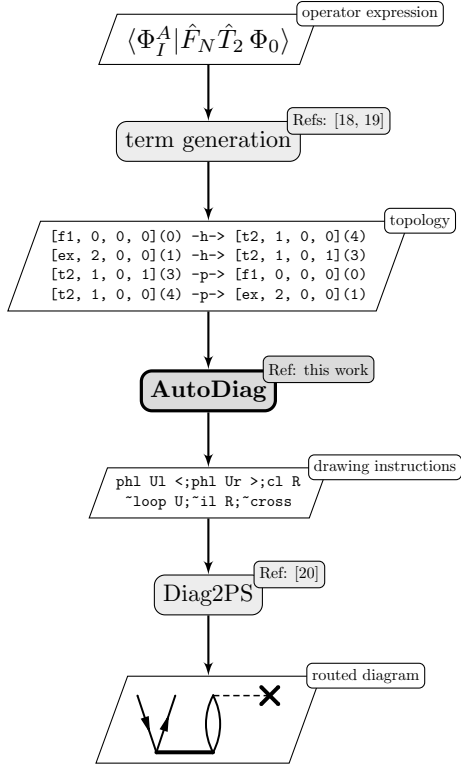 operator expression
⟨Φ_I^A|F̂_N T̂_2 Φ_0⟩
Refs: [18, 19]
term generation
topology
[f1, 0, 0, 0](0) -h-> [t2, 1, 0, 0](4)
[ex, 2, 0, 0](1) -h-> [t2, 1, 0, 1](3)
[t2, 1, 0, 1](3) -p-> [f1, 0, 0, 0](0)
[t2, 1, 0, 0](4) -p-> [ex, 2, 0, 0](1)
Ref: this work
AutoDiag
drawing instructions
phl Ul <;phl Ur >;cl R
~loop U;~il R;~cross
Ref: [20]
Diag2PS
routed diagram